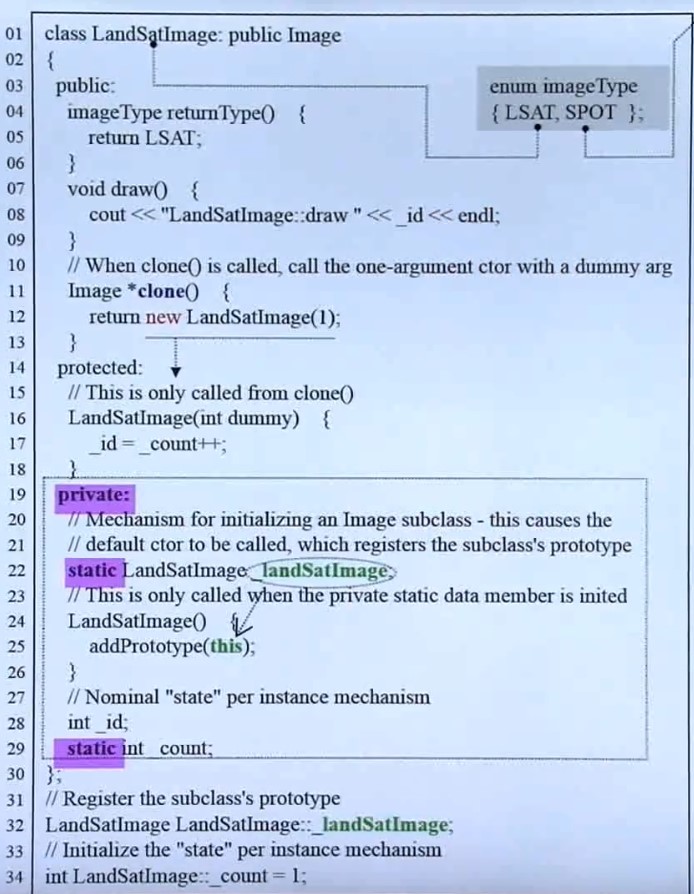 01 class LandSatImage: public Image
02 {
03 public:
04 imageType returnType() {
05 return LSAT;
06 }
07 void draw() {
08 cout << "LandSatImage::draw " << _id << endl;
09 }
10 // When clone() is called, call the one-argument ctor with a dummy arg
11 Image *clone() {
12 return new LandSatImage(1);
13 }
14 protected:
15 // This is only called from clone()
16 LandSatImage(int dummy) {
17 _id = _count++;
18 }
19 private:
20 // Mechanism for initializing an Image subclass - this causes the
21 // default ctor to be called, which registers the subclass's prototype
22 static LandSatImage _landSatImage;
23 // This is only called when the private static data member is inited
24 LandSatImage() {
25 addPrototype(this);
26 }
27 // Nominal "state" per instance mechanism
28 int _id;
29 static int _count;
30 };
31 // Register the subclass's prototype
32 LandSatImage LandSatImage::_landSatImage;
33 // Initialize the "state" per instance mechanism
34 int LandSatImage::_count = 1;
enum imageType
{ LSAT, SPOT };